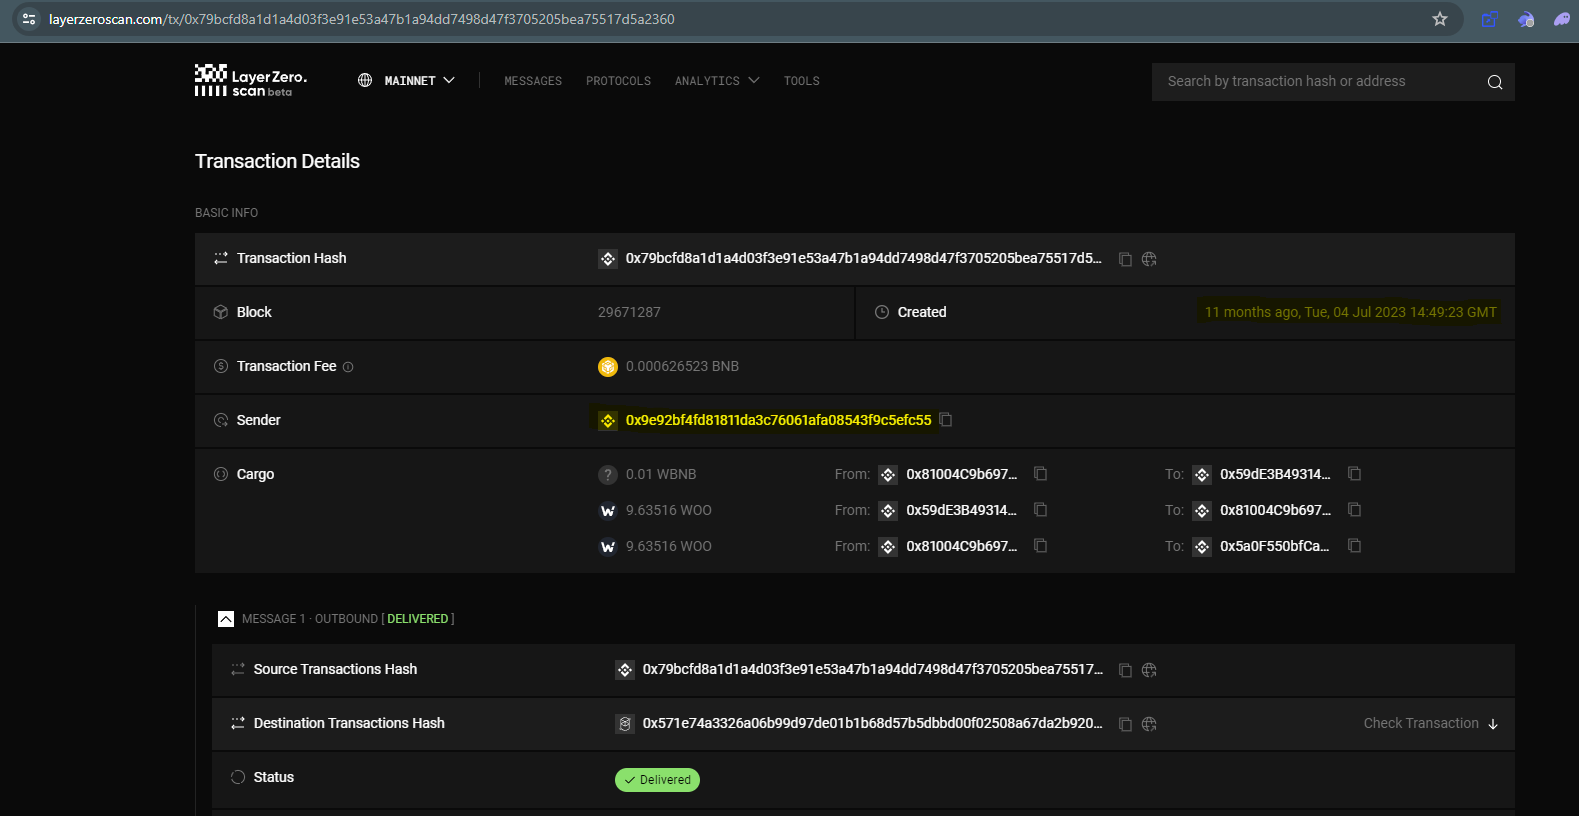 layerzeroscan.com/tx/0x79bcfd8a1d1a4d03f3e91e53a47b1a94dd7498d47f3705205bea75517d5a2360
LayerZero.
scan beta
MAINNET
MESSAGES
PROTOCOLS
ANALYTICS
TOOLS
Search by transaction hash or address
Transaction Details
BASIC INFO
Transaction Hash 0x79bcfd8a1d1a4d03f3e91e53a47b1a94dd7498d47f3705205bea75517d5...
Block 29671287 Created 11 months ago, Tue, 04 Jul 2023 14:49:23 GMT
Transaction Fee 0.000626523 BNB
Sender 0x9e92bf4fd81811da3c76061afa08543f9c5efc55
Cargo ? 0.01 WBNB From: 0x81004C9b697... To: 0x59dE3B49314...
W 9.63516 WOO From: 0x59dE3B49314... To: 0x81004C9b697...
W 9.63516 WOO From: 0x81004C9b697... To: 0x5a0F550bfCa...
MESSAGE 1 · OUTBOUND [ DELIVERED ]
Source Transactions Hash 0x79bcfd8a1d1a4d03f3e91e53a47b1a94dd7498d47f3705205bea75517...
Destination Transactions Hash 0x571e74a3326a06b99d97de01b1b68d57b5dbbd00f02508a67da2b920... Check Transaction
Status Delivered